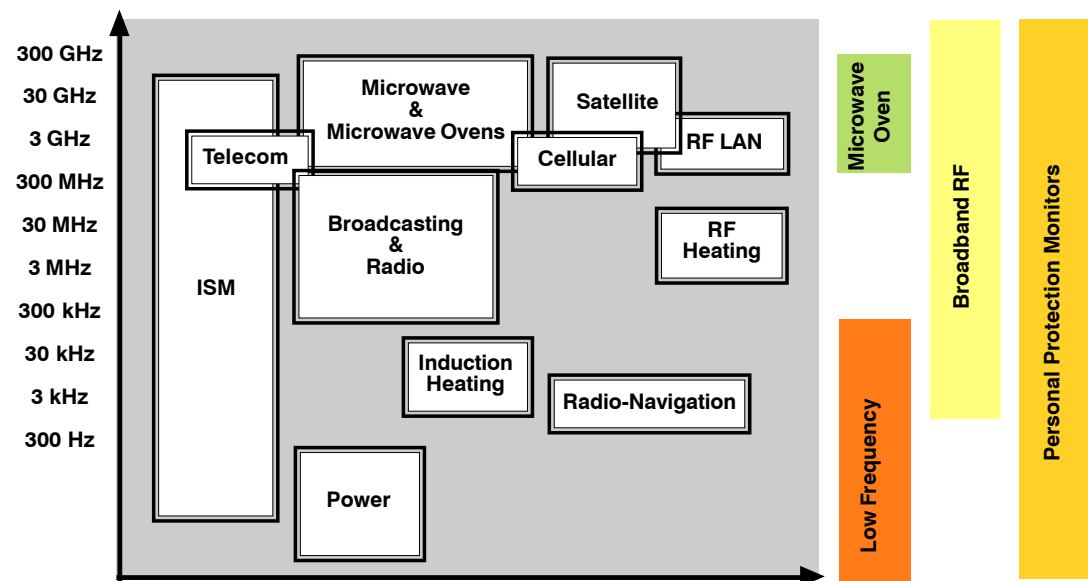 300 GHz
30 GHz
3 GHz
300 MHz
30 MHz
3 MHz
300 kHz
30 kHz
3 kHz
300 Hz
ISM
Telecom
Microwave
&
Microwave Ovens
Broadcasting
&
Radio
Induction
Heating
Power
Satellite
Cellular
RF LAN
RF
Heating
Radio-Navigation
Microwave
Oven
Low Frequency
Broadband RF
Personal Protection Monitors